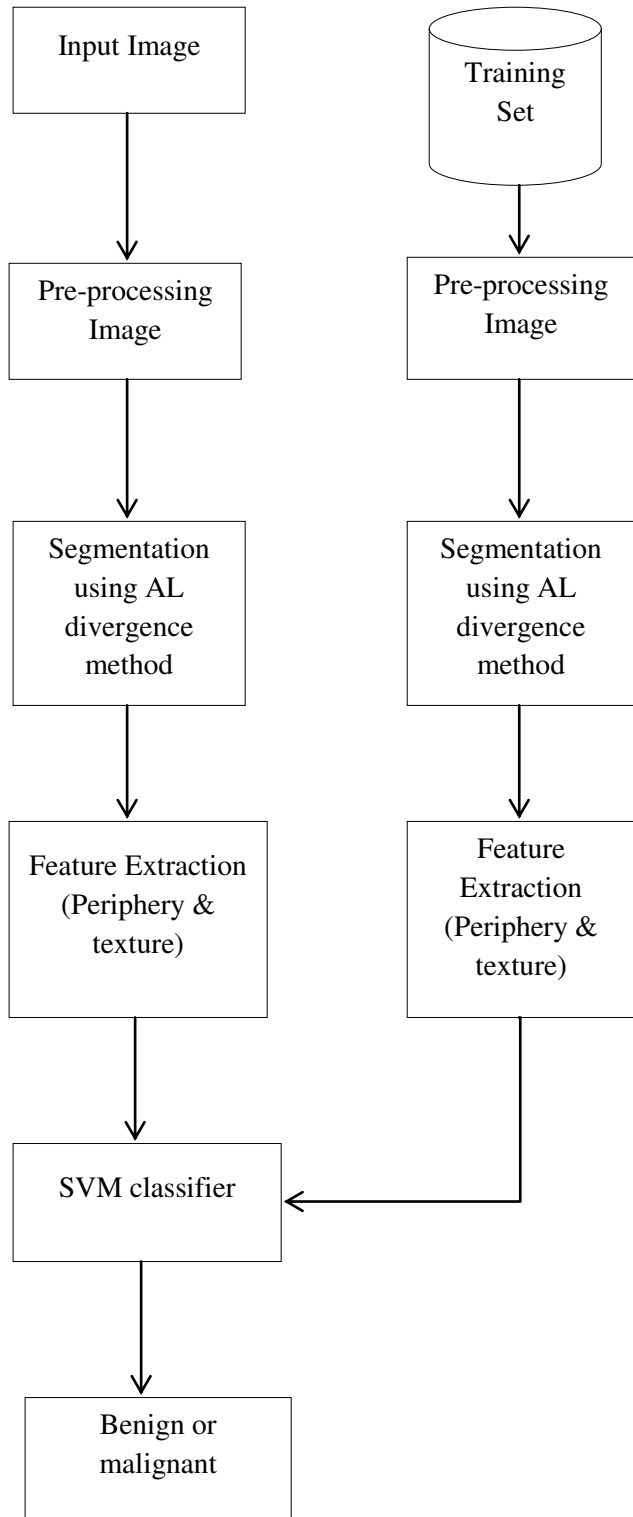 Input Image
Training
Set
Pre-processing
Image
Pre-processing
Image
Segmentation
using AL
divergence
method
Segmentation
using AL
divergence
method
Feature Extraction
(Periphery &
texture)
Feature
Extraction
(Periphery &
texture)
SVM classifier
Benign or
malignant